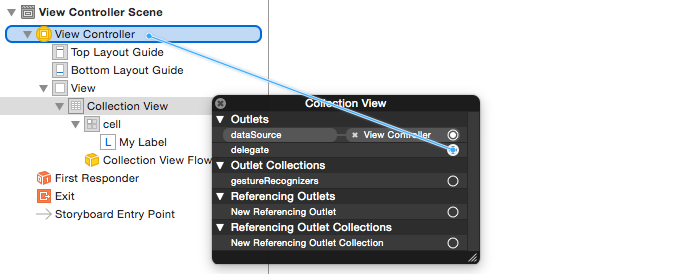 View Controller Scene
View Controller
Top Layout Guide
Bottom Layout Guide
View
Collection View
cell
L My Label
Collection View Flow
First Responder
Exit
Storyboard Entry Point
Collection View
Outlets
dataSource View Controller
delegate
Outlet Collections
gestureRecognizers
Referencing Outlets
New Referencing Outlet
Referencing Outlet Collections
New Referencing Outlet Collection